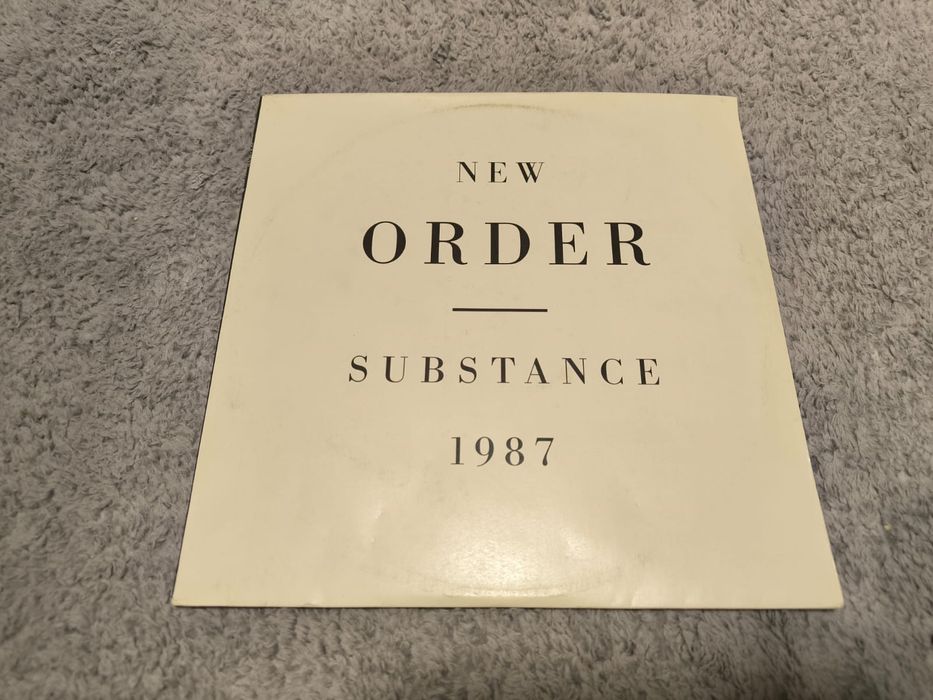 NEW
ORDER
SUBSTANCE
1987